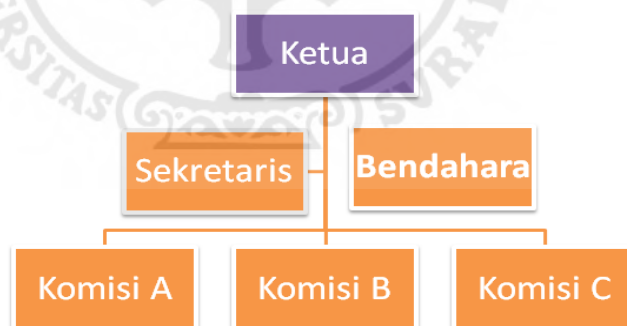 Ketua
Sekretaris
Bendahara
Komisi A
Komisi B
Komisi C